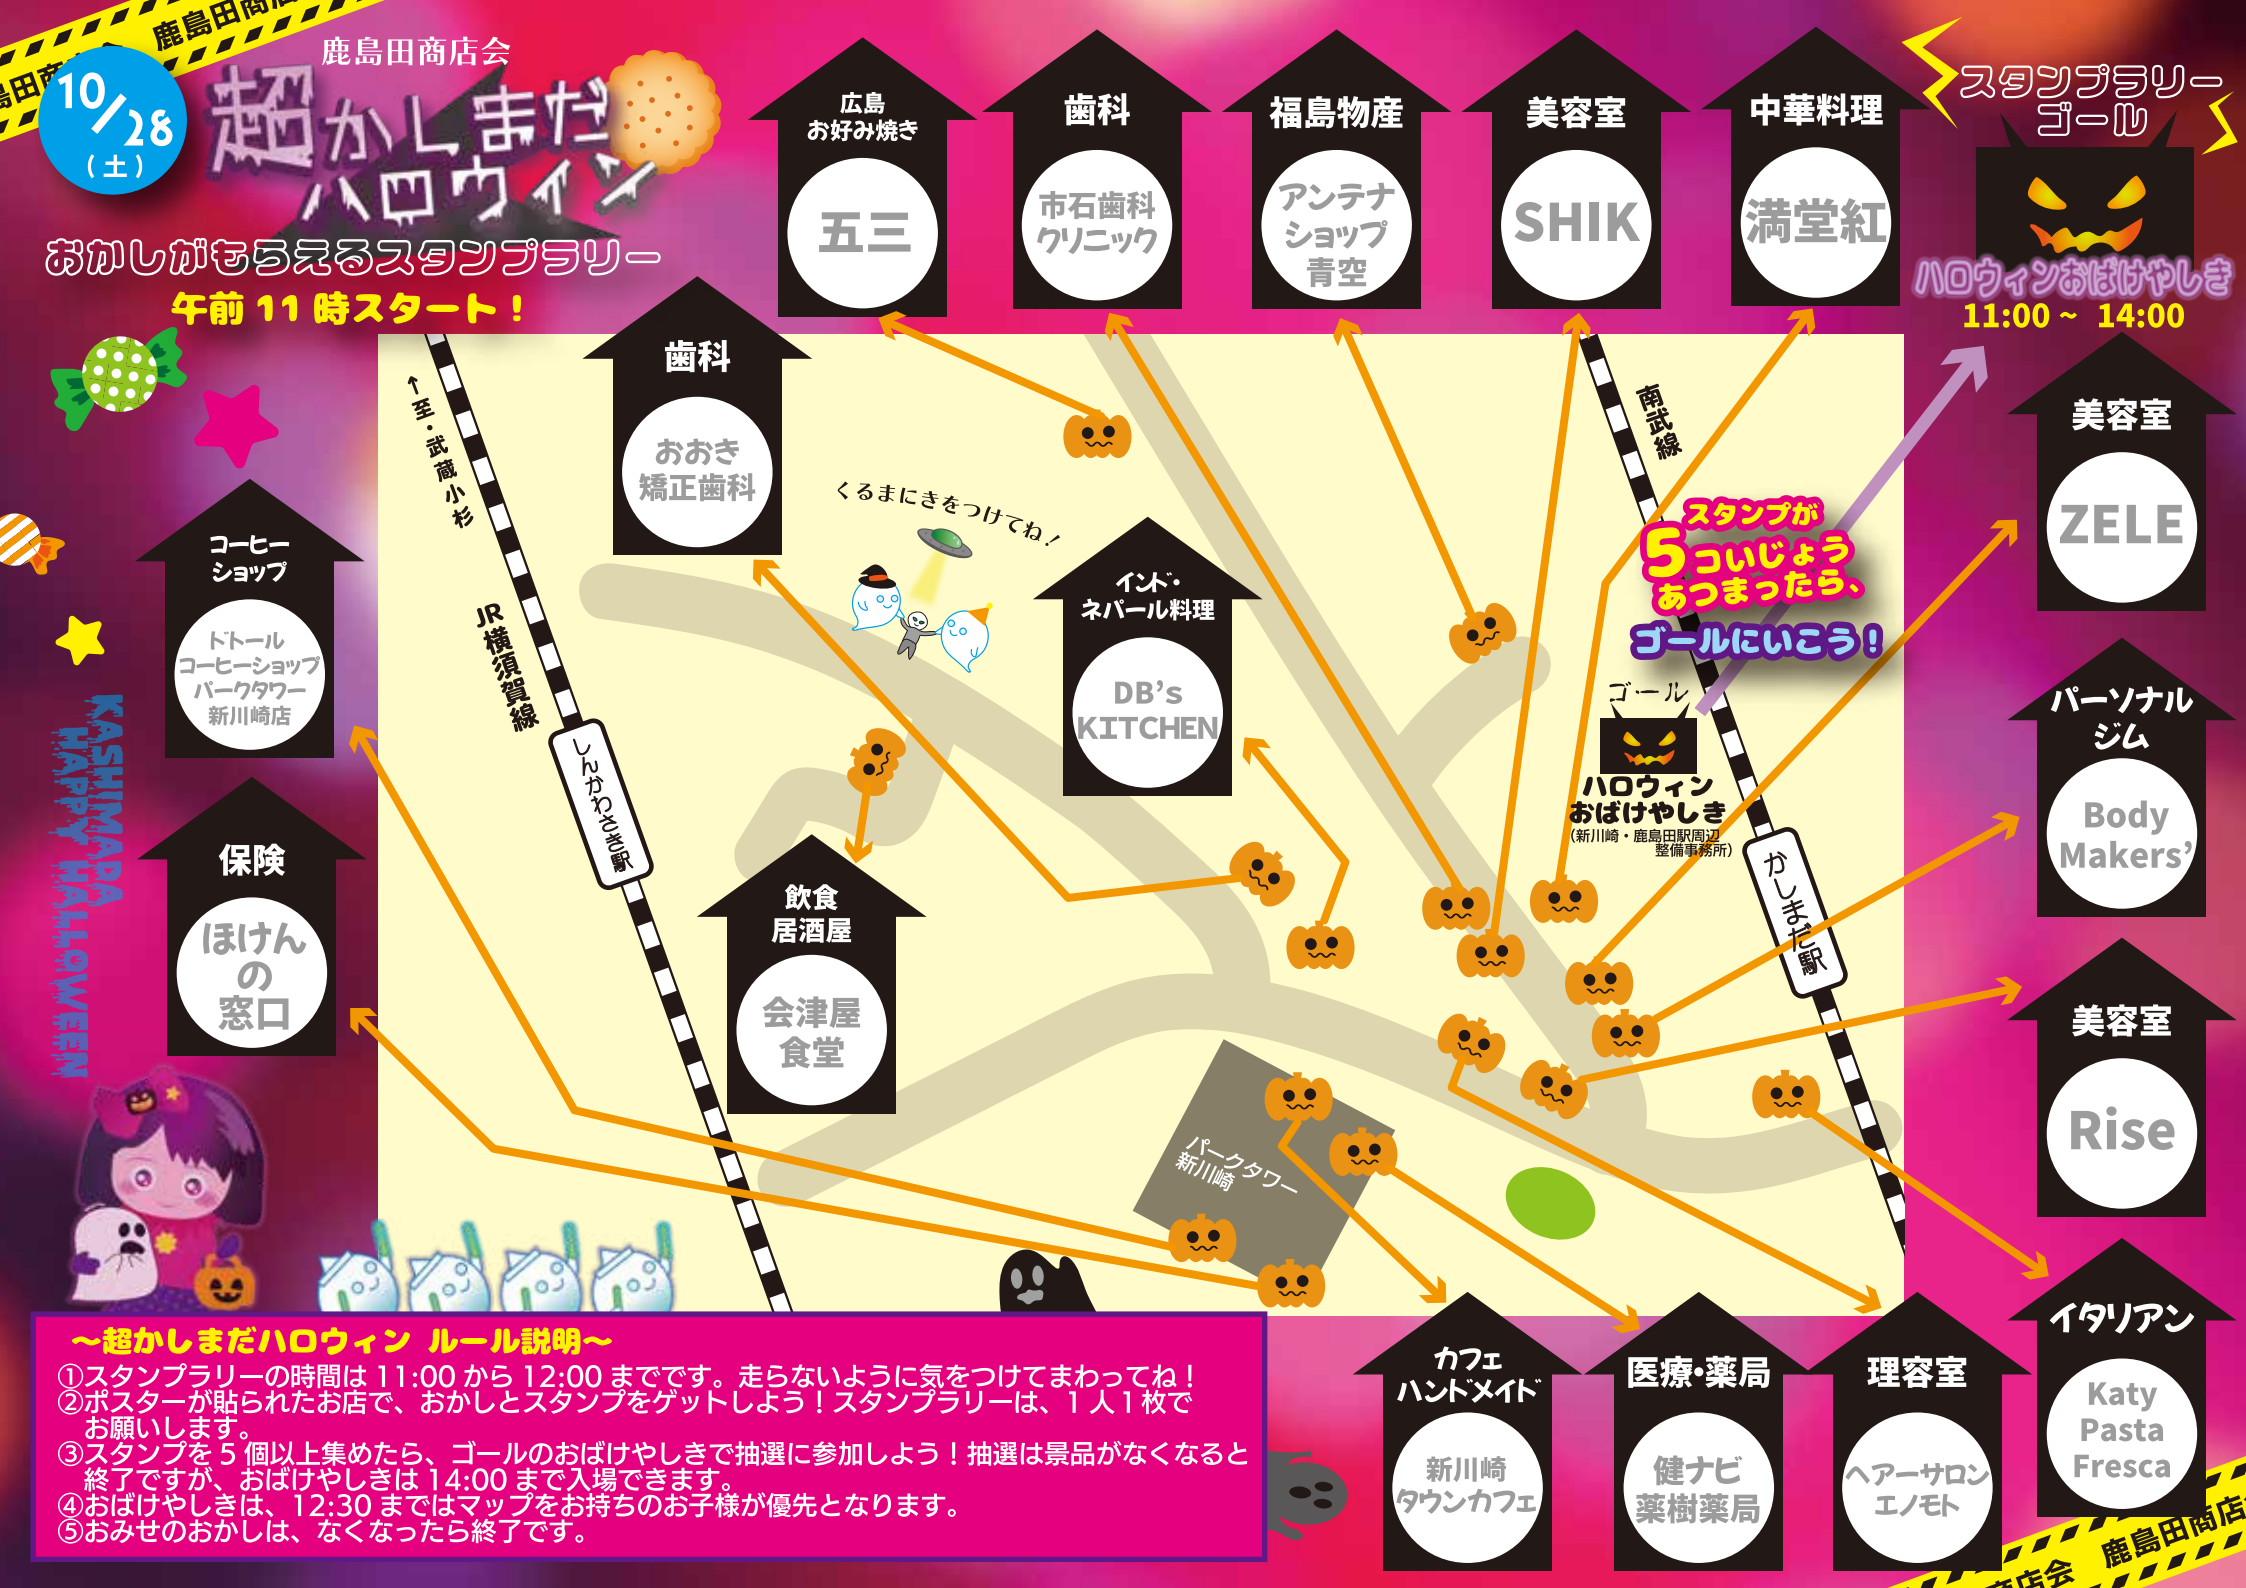 鹿島田商店会
鹿島田商店会
10/28
(土)
超かしまだ
ハロウィン
おかしがもらえるスタンプラリー
午前11時スタート！
広島
お好み焼き
五三
歯科
市石歯科
クリニック
福島物産
アンテナ
ショップ
青空
美容室
SHIK
中華料理
満堂紅
スタンプラリー
ゴール
ハロウィンおばけやしき
11:00～ 14:00
歯科
おおき
矯正歯科
←至・武蔵小杉
JR横須賀線
しんかわさき駅
くるまにきをつけてね！
インド・
ネパール料理
DB's
KITCHEN
南武線
スタンプが
5コいじょう
あつまったら、
ゴールにいこう！
ゴール
ハロウィン
おばけやしき
(新川崎・鹿島田駅周辺
整備事務所)
かしまだ駅
美容室
ZELE
パーソナル
ジム
Body
Makers'
美容室
Rise
イタリアン
Katy
Pasta
Fresca
コーヒー
ショップ
ドトール
コーヒーショップ
パークタワー
新川崎店
保険
ほけん
の
窓口
KASHIMADA
HAPPY HALLOWEEN
飲食
居酒屋
会津屋
食堂
パークタワー
新川崎
カフェ
ハンドメイド
新川崎
タウンカフェ
医療・薬局
健ナビ
薬樹薬局
理容室
ヘアーサロン
エノモト
～超かしまだハロウィン ルール説明～
①スタンプラリーの時間は11:00から12:00までです。走らないように気をつけてまわってね！
②ポスターが貼られたお店で、おかしとスタンプをゲットしよう！スタンプラリーは、1人1枚で
お願いします。
③スタンプを5個以上集めたら、ゴールのおばけやしきで抽選に参加しよう！抽選は景品がなくなると
終了ですが、おばけやしきは14:00まで入場できます。
④おばけやしきは、12:30まではマップをお持ちのお子様が優先となります。
⑤おみせのおかしは、なくなったら終了です。
商店会 鹿島田商店